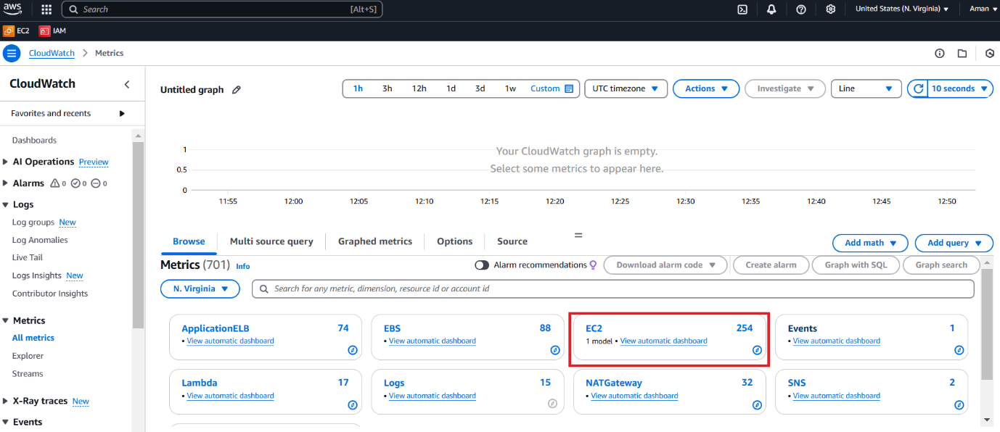 aws Search [Alt+S] United States (N. Virginia) Aman
EC2 IAM
CloudWatch Metrics
CloudWatch
Favorites and recents
Dashboards
AI Operations Preview
Alarms 0 0 0
Logs
Log groups New
Log Anomalies
Live Tail
Logs Insights New
Contributor Insights
Metrics
All metrics
Explorer
Streams
X-Ray traces New
Events
Untitled graph
1h 3h 12h 1d 3d 1w Custom UTC timezone Actions Investigate Line 10 seconds
1
0.5
0
Your CloudWatch graph is empty.
Select some metrics to appear here.
11:55 12:00 12:05 12:10 12:15 12:20 12:25 12:30 12:35 12:40 12:45 12:50
Browse Multi source query Graphed metrics Options Source Add math Add query
Metrics (701) Info Alarm recommendations Download alarm code Create alarm Graph with SQL Graph search
N. Virginia Search for any metric, dimension, resource id or account id
ApplicationELB 74
• View automatic dashboard
EBS 88
• View automatic dashboard
EC2 254
1 model • View automatic dashboard
Events 1
• View automatic dashboard
Lambda 17
• View automatic dashboard
Logs 15
• View automatic dashboard
NATGateway 32
• View automatic dashboard
SNS 2
• View automatic dashboard